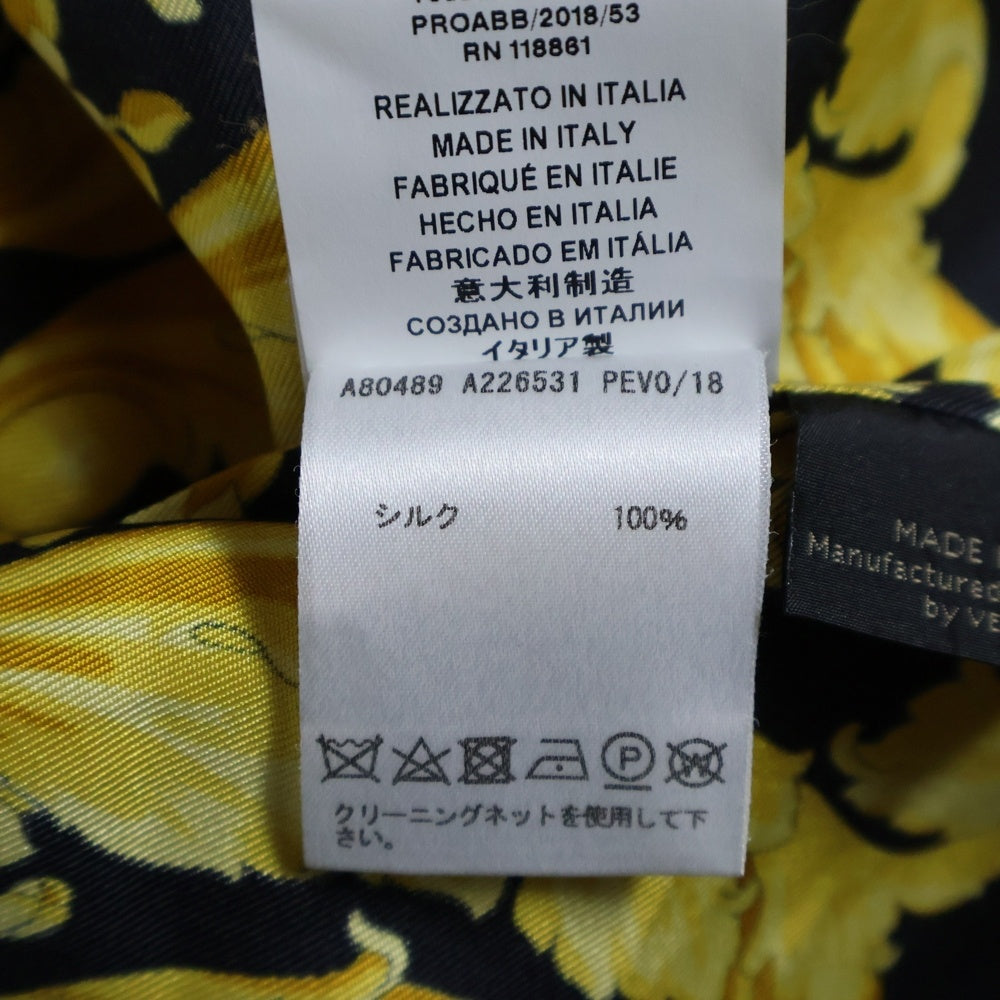 PROABB/2018/53
RN 118861
REALIZZATO IN ITALIA
MADE IN ITALY
FABRIQUÉ EN ITALIE
HECHO EN ITALIA
FABRICADO EM ITÁLIA
意大利制造
СОЗДАНО В ИТАЛИИ
イタリア製
A80489 A226531 PEVO/18
シルク 100%
P W
クリーニングネットを使用して下
さい。
MADE
Manufactured
by